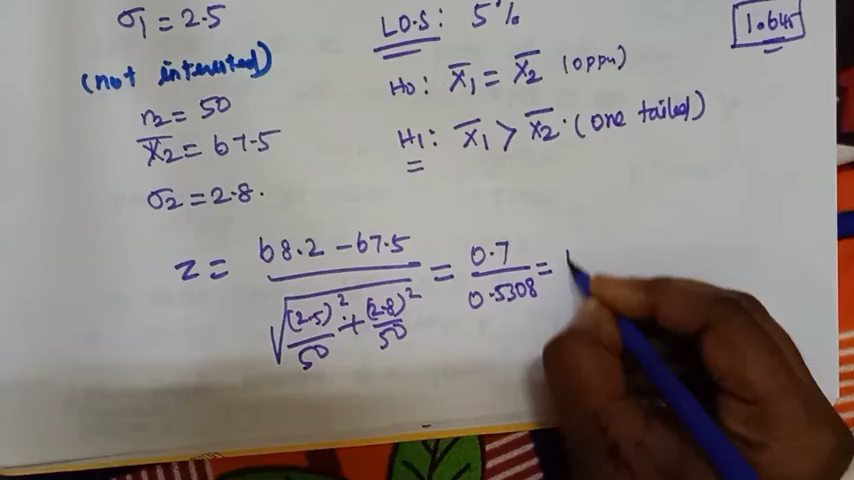 σ1 = 2.5
(not interested)
n2 = 50
X̅2 = 67.5
σ2 = 2.8.
L.O.S: 5%
1.645
H0: X̅1 = X̅2 (oppn)
H1: X̅1 > X̅2. (One tailed)
z = 68.2 - 67.5 / √((2.5)²/50 + (2.8)²/50) = 0.7/0.5308 =